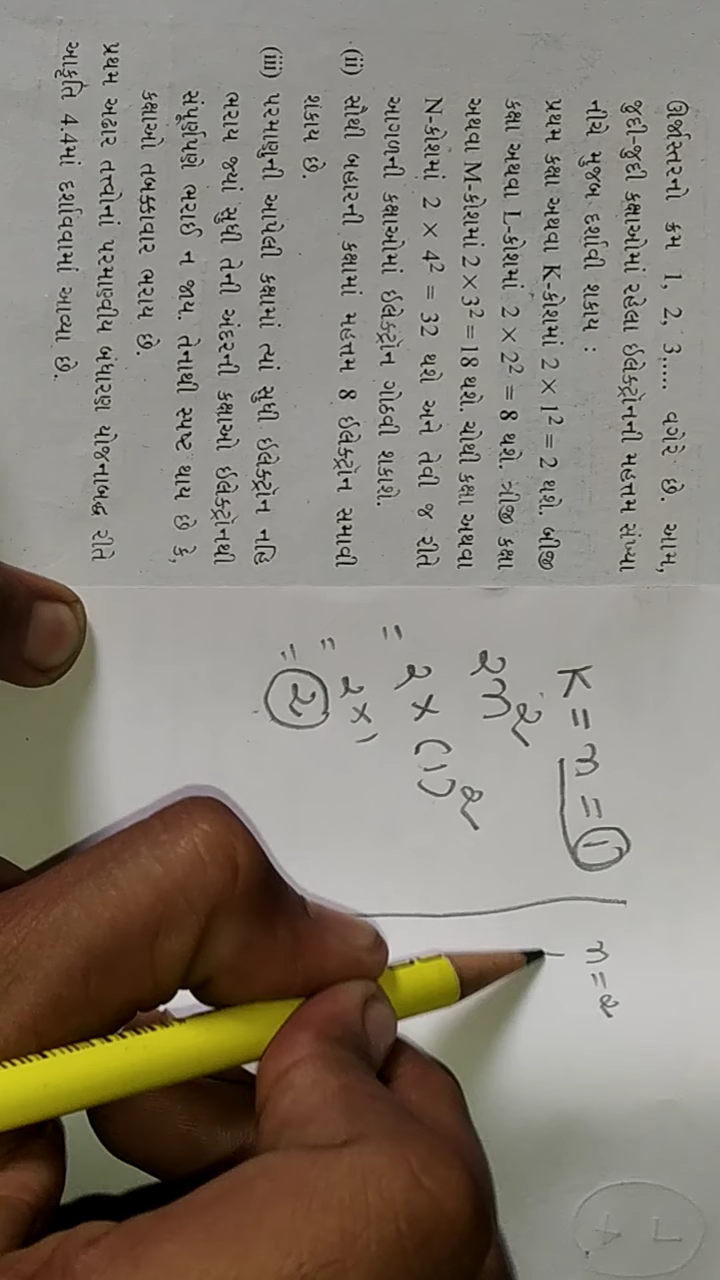 ઊર્જાસ્તરનો ક્રમ 1, 2, 3..... વગેરે છે. આમ,
જુદી-જુદી કક્ષાઓમાં રહેલા ઇલેક્ટ્રોનની મહત્તમ સંખ્યા
નીચે મુજબ દર્શાવી શકાય :
પ્રથમ કક્ષા અથવા K-કોશમાં 2 × 1² = 2 થશે. બીજી
કક્ષા અથવા L-કોશમાં 2 × 2² = 8 થશે. ત્રીજી કક્ષા
અથવા M-કોશમાં 2 × 3² = 18 થશે. ચોથી કક્ષા અથવા
N-કોશમાં 2 × 4² = 32 થશે અને તેવી જ રીતે
આગળની કક્ષાઓમાં ઇલેક્ટ્રોન ગોઠવી શકાશે.
(ii) સૌથી બહારની કક્ષામાં મહત્તમ 8 ઇલેક્ટ્રોન સમાવી
શકાય છે.
(iii) પરમાણુની આપેલી કક્ષામાં ત્યાં સુધી ઇલેક્ટ્રોન નહિ
ભરાય જ્યાં સુધી તેની અંદરની કક્ષાઓ ઇલેક્ટ્રોનથી
સંપૂર્ણપણે ભરાઈ ન જાય. તેનાથી સ્પષ્ટ થાય છે કે,
કક્ષાઓ તબક્કાવાર ભરાય છે.
પ્રથમ અઢાર તત્ત્વોનાં પરમાણ્વીય બંધારણ યોજનાબદ્ધ રીતે
આકૃતિ 4.4માં દર્શાવવામાં આવ્યા છે.
K = n = 1
2n²
= 2 × (1)²
= 2 × 1
= 2
n = 2